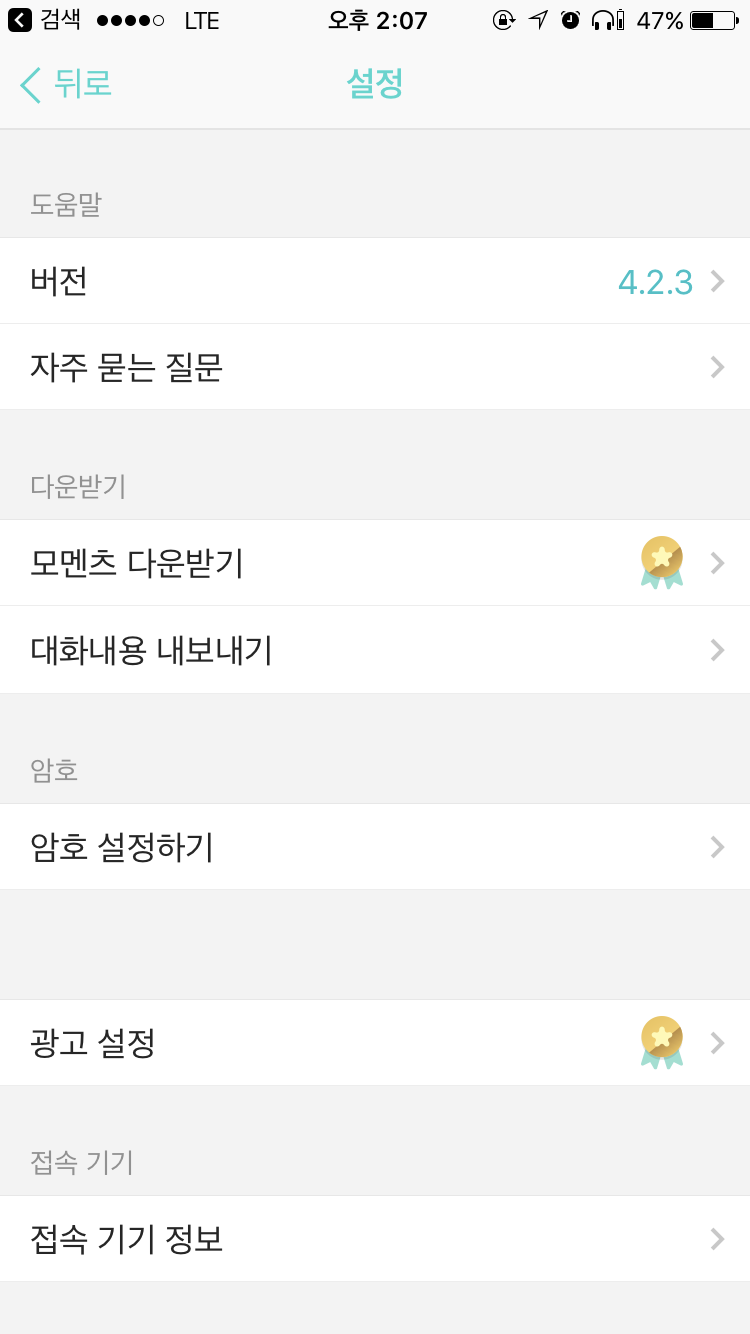 검색 LTE 오후 2:07 47%
뒤로 설정
도움말
버전 4.2.3
자주 묻는 질문
다운받기
모멘츠 다운받기
대화내용 내보내기
암호
암호 설정하기
광고 설정
접속 기기
접속 기기 정보